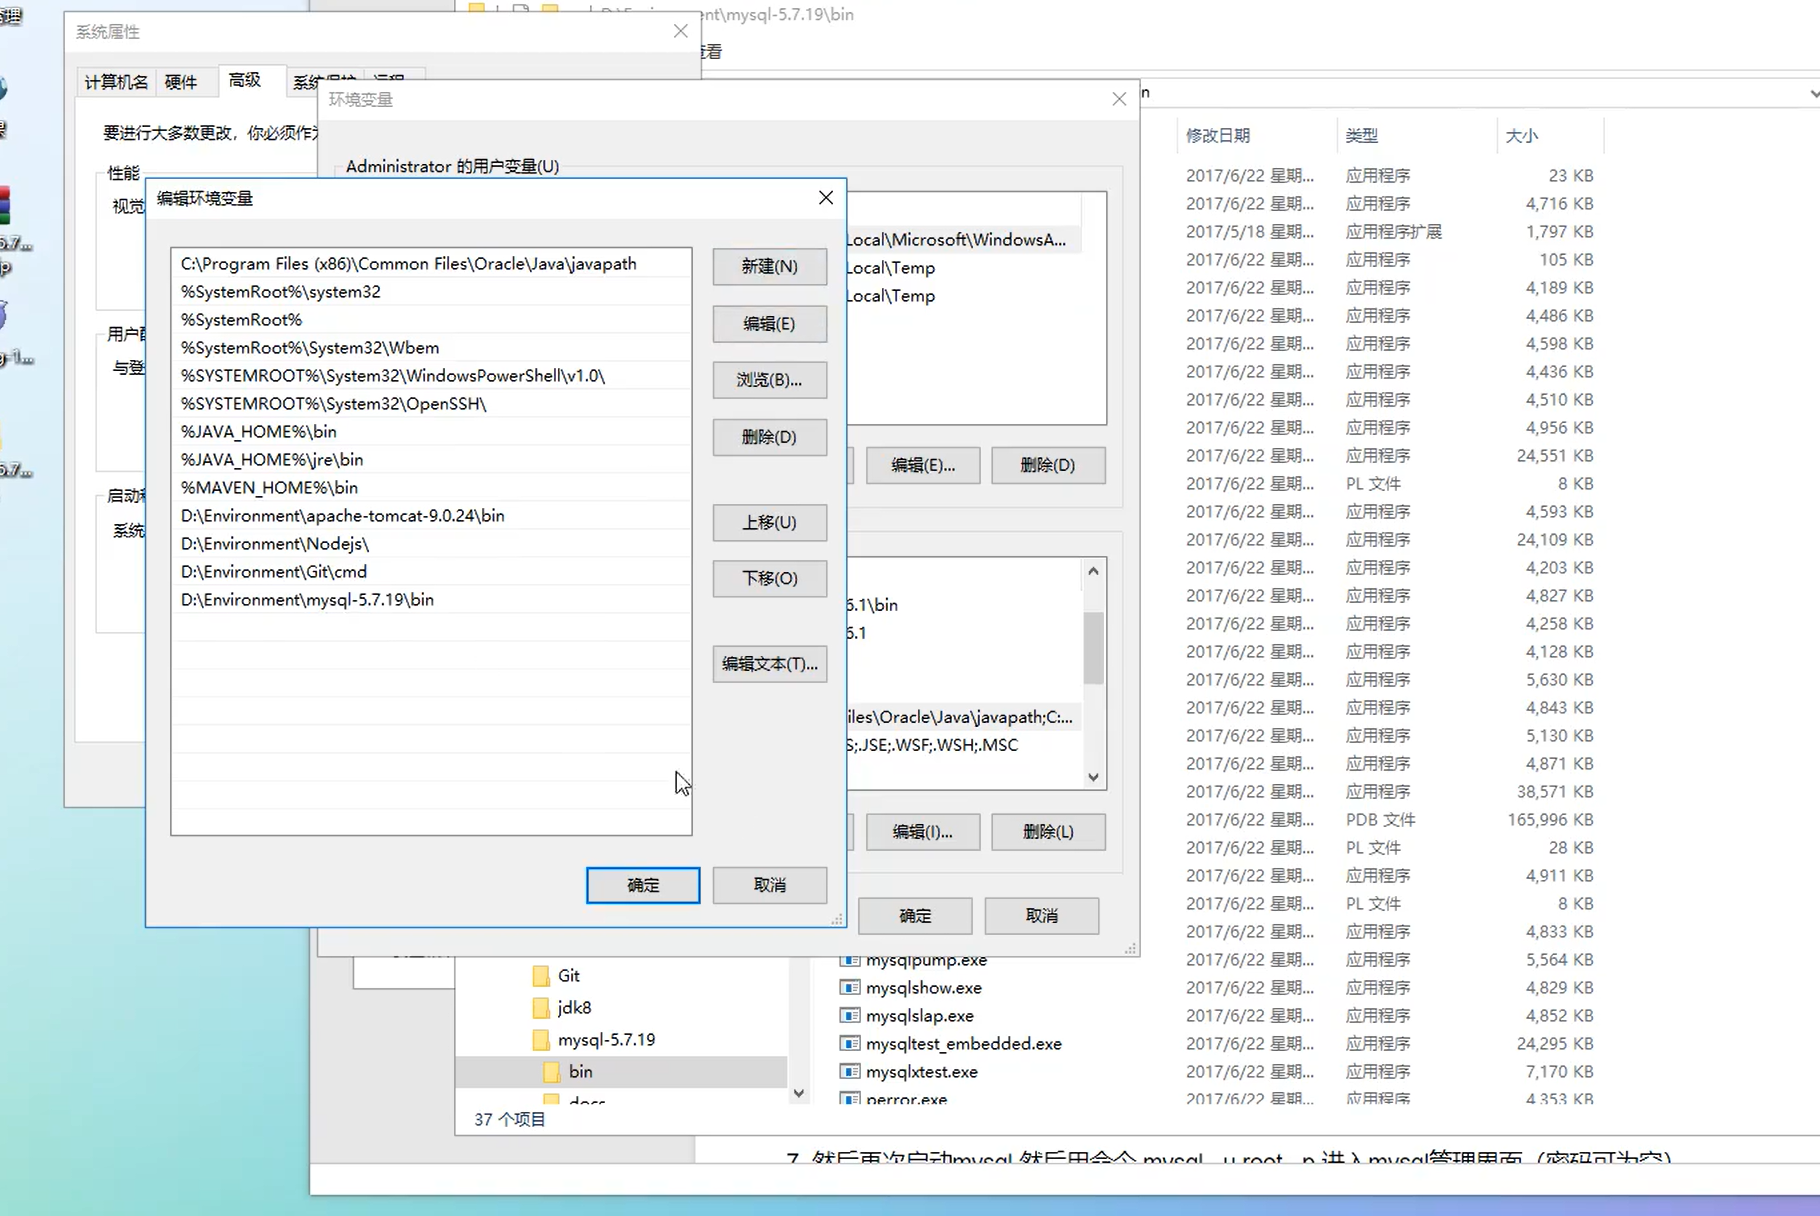 nt\mysql-5.7.19\bin
系统属性
查看
计算机名
硬件
高级
环境变量
要进行大多数更改，你必须作
Administrator 的用户变量(U)
性能
视觉
用户
与登
系统
编辑环境变量
C:\Program Files (x86)\Common Files\Oracle\Java\javapath
%SystemRoot%\system32
%SystemRoot%
%SystemRoot%\System32\Wbem
%SYSTEMROOT%\System32\WindowsPowerShell\v1.0\
%SYSTEMROOT%\System32\OpenSSH\
%JAVA_HOME%\bin
%JAVA_HOME%\jre\bin
%MAVEN_HOME%\bin
D:\Environment\apache-tomcat-9.0.24\bin
D:\Environment\Nodejs\
D:\Environment\Git\cmd
D:\Environment\mysql-5.7.19\bin
新建(N)
编辑(E)
浏览(B)...
删除(D)
上移(U)
下移(O)
编辑文本(T)...
确定
取消
Local\Microsoft\WindowsA...
Local\Temp
Local\Temp
编辑(E)...
删除(D)
6.1\bin
6.1
iles\Oracle\Java\javapath;C:...
S;.JSE;.WSF;.WSH;.MSC
编辑(I)...
删除(L)
确定
取消
修改日期 类型 大小
2017/6/22 星期... 应用程序 23 KB
2017/6/22 星期... 应用程序 4,716 KB
2017/5/18 星期... 应用程序扩展 1,797 KB
2017/6/22 星期... 应用程序 105 KB
2017/6/22 星期... 应用程序 4,189 KB
2017/6/22 星期... 应用程序 4,486 KB
2017/6/22 星期... 应用程序 4,598 KB
2017/6/22 星期... 应用程序 4,436 KB
2017/6/22 星期... 应用程序 4,510 KB
2017/6/22 星期... 应用程序 4,956 KB
2017/6/22 星期... 应用程序 24,551 KB
2017/6/22 星期... PL 文件 8 KB
2017/6/22 星期... 应用程序 4,593 KB
2017/6/22 星期... 应用程序 24,109 KB
2017/6/22 星期... 应用程序 4,203 KB
2017/6/22 星期... 应用程序 4,827 KB
2017/6/22 星期... 应用程序 4,258 KB
2017/6/22 星期... 应用程序 4,128 KB
2017/6/22 星期... 应用程序 5,630 KB
2017/6/22 星期... 应用程序 4,843 KB
2017/6/22 星期... 应用程序 5,130 KB
2017/6/22 星期... 应用程序 4,871 KB
2017/6/22 星期... 应用程序 38,571 KB
2017/6/22 星期... PDB 文件 165,996 KB
2017/6/22 星期... PL 文件 28 KB
2017/6/22 星期... 应用程序 4,911 KB
2017/6/22 星期... PL 文件 8 KB
2017/6/22 星期... 应用程序 4,833 KB
mysqlpump.exe 2017/6/22 星期... 应用程序 5,564 KB
mysqlshow.exe 2017/6/22 星期... 应用程序 4,829 KB
mysqlslap.exe 2017/6/22 星期... 应用程序 4,852 KB
mysqltest_embedded.exe 2017/6/22 星期... 应用程序 24,295 KB
mysqlxtest.exe 2017/6/22 星期... 应用程序 7,170 KB
perror.exe 2017/6/22 星期... 应用程序 4,353 KB
Git
jdk8
mysql-5.7.19
bin
docs
37 个项目
7. 然后再次启动mysql 然后用命令 mysql –u root –p 进入mysql管理界面（密码可为空）